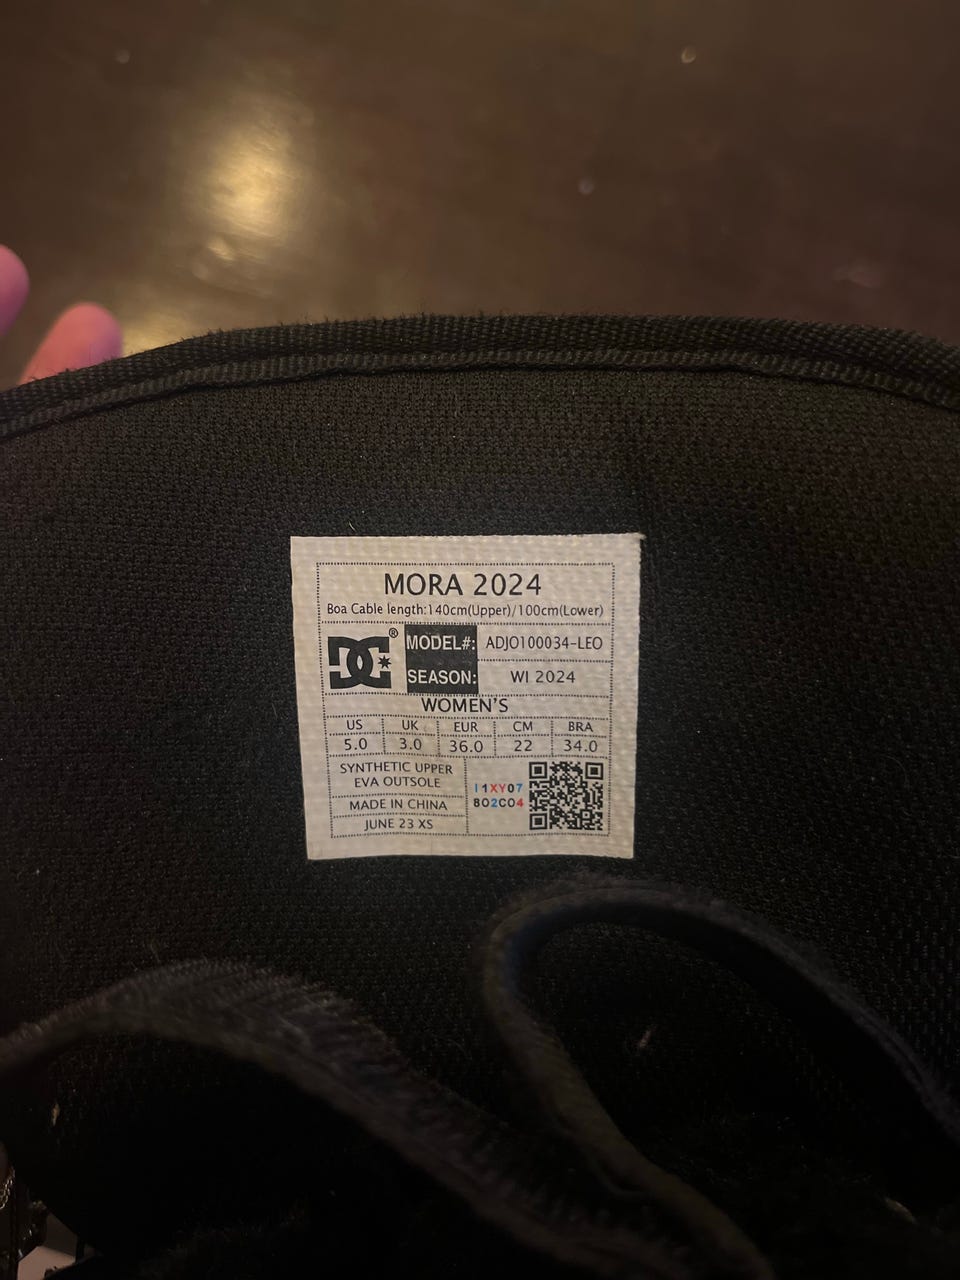 MORA 2024
Boa Cable length:140cm(Upper)/100cm(Lower)
DC® MODEL#: ADJO100034-LEO
SEASON: WI 2024
WOMEN'S
US UK EUR CM BRA
5.0 3.0 36.0 22 34.0
SYNTHETIC UPPER
EVA OUTSOLE
MADE IN CHINA
JUNE 23 XS
I1XY07
802C04